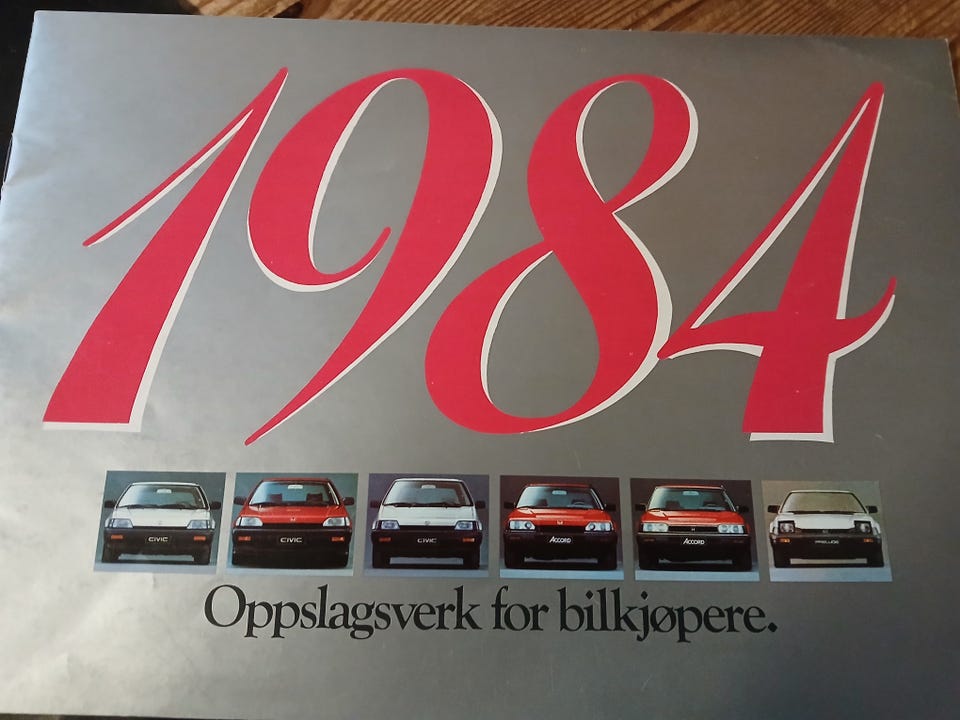 1984
CIVIC CIVIC CIVIC ACCORD ACCORD PRELUDE
Oppslagsverk for bilkjøpere.